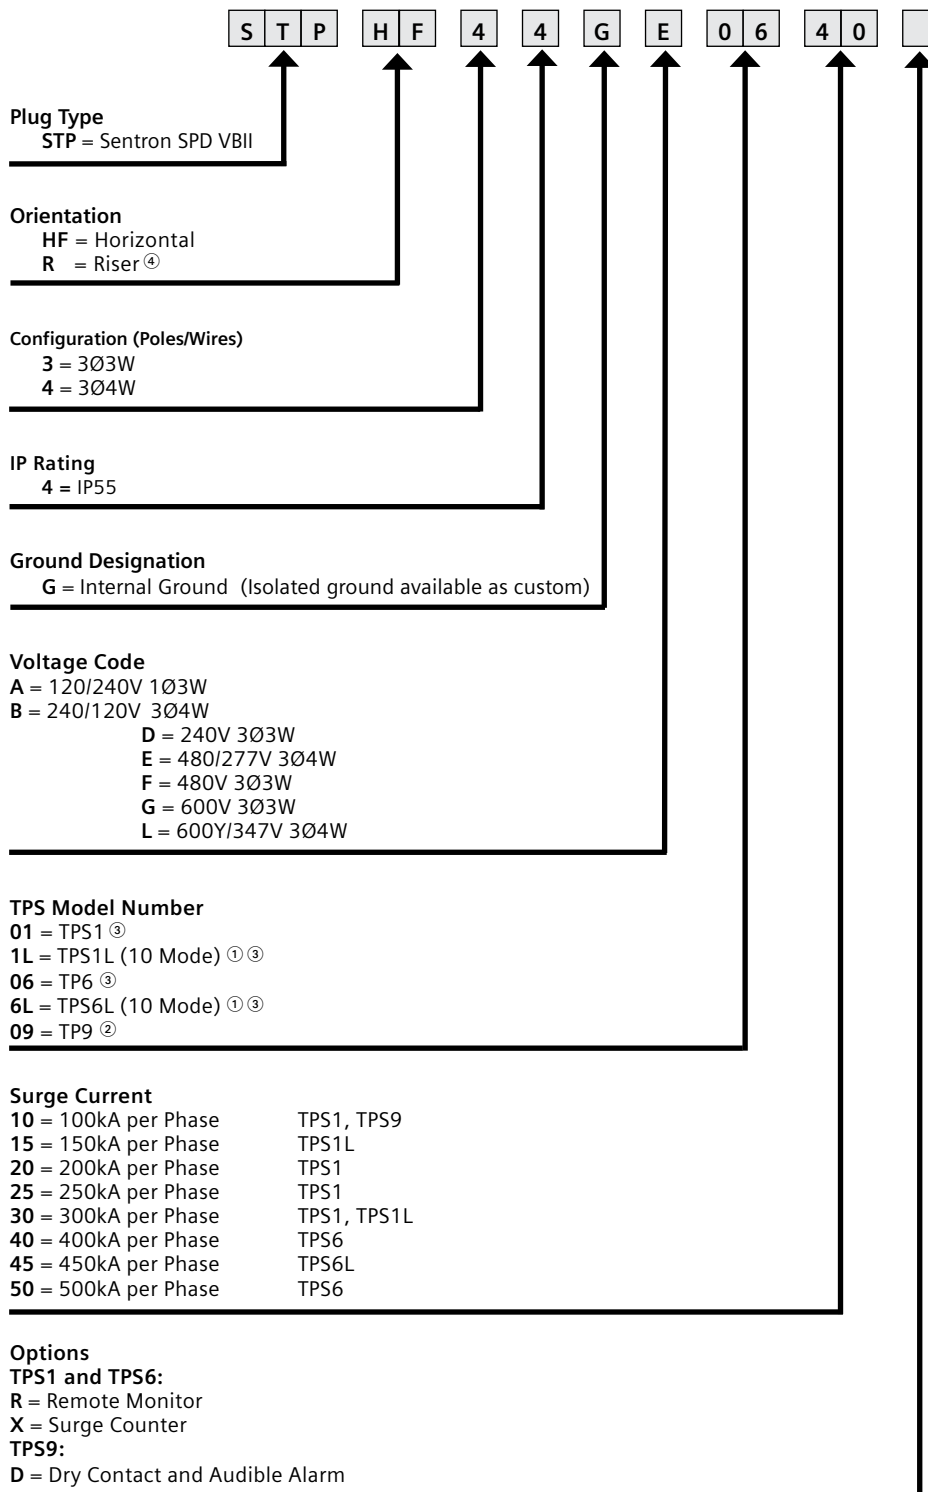 S T P H F 4 4 G E 0 6 4 0
Plug Type
STP = Sentron SPD VBII
Orientation
HF = Horizontal
R = Riser ④
Configuration (Poles/Wires)
3 = 3Ø3W
4 = 3Ø4W
IP Rating
4 = IP55
Ground Designation
G = Internal Ground (Isolated ground available as custom)
Voltage Code
A = 120/240V 1Ø3W
B = 240/120V 3Ø4W
D = 240V 3Ø3W
E = 480/277V 3Ø4W
F = 480V 3Ø3W
G = 600V 3Ø3W
L = 600Y/347V 3Ø4W
TPS Model Number
01 = TPS1 ③
1L = TPS1L (10 Mode) ① ③
06 = TP6 ③
6L = TPS6L (10 Mode) ① ③
09 = TP9 ②
Surge Current
10 = 100kA per Phase TPS1, TPS9
15 = 150kA per Phase TPS1L
20 = 200kA per Phase TPS1
25 = 250kA per Phase TPS1
30 = 300kA per Phase TPS1, TPS1L
40 = 400kA per Phase TPS6
45 = 450kA per Phase TPS6L
50 = 500kA per Phase TPS6
Options
TPS1 and TPS6:
R = Remote Monitor
X = Surge Counter
TPS9:
D = Dry Contact and Audible Alarm